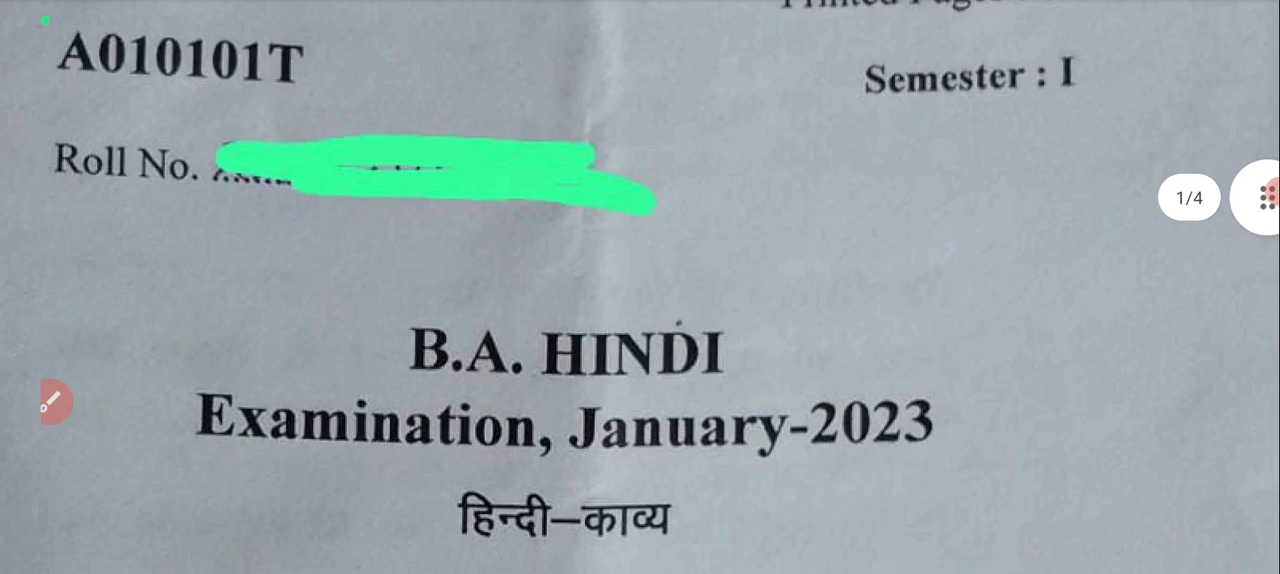 A010101T
Semester : I
Roll No.
1/4
B.A. HINDI
Examination, January-2023
हिन्दी–काव्य